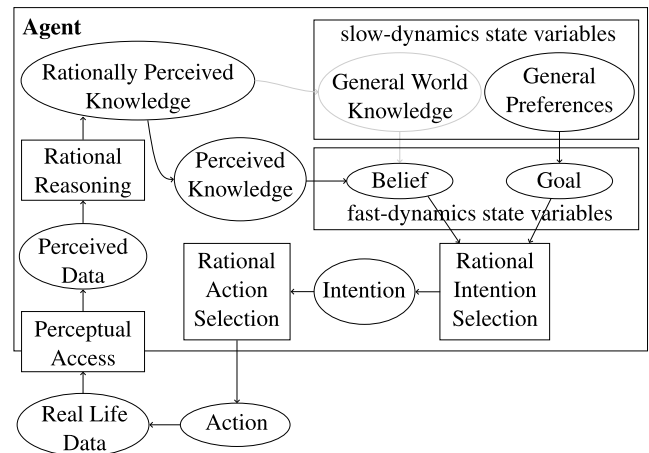 Agent
slow-dynamics state variables
Rationally Perceived
Knowledge
General World
Knowledge
General
Preferences
Rational
Reasoning
Perceived
Knowledge
Belief
Goal
fast-dynamics state variables
Perceived
Data
Rational
Action
Selection
Intention
Rational
Intention
Selection
Perceptual
Access
Real Life
Data
Action